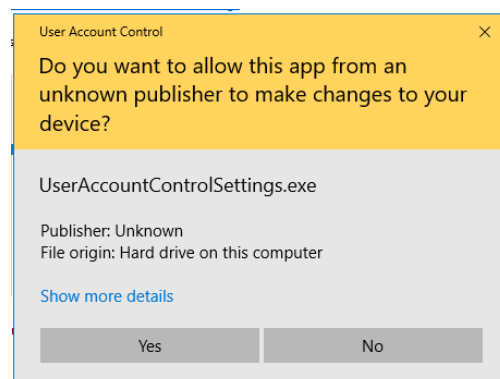 User Account Control
Do you want to allow this app from an
unknown publisher to make changes to your
device?
UserAccountControlSettings.exe
Publisher: Unknown
File origin: Hard drive on this computer
Show more details
Yes
No